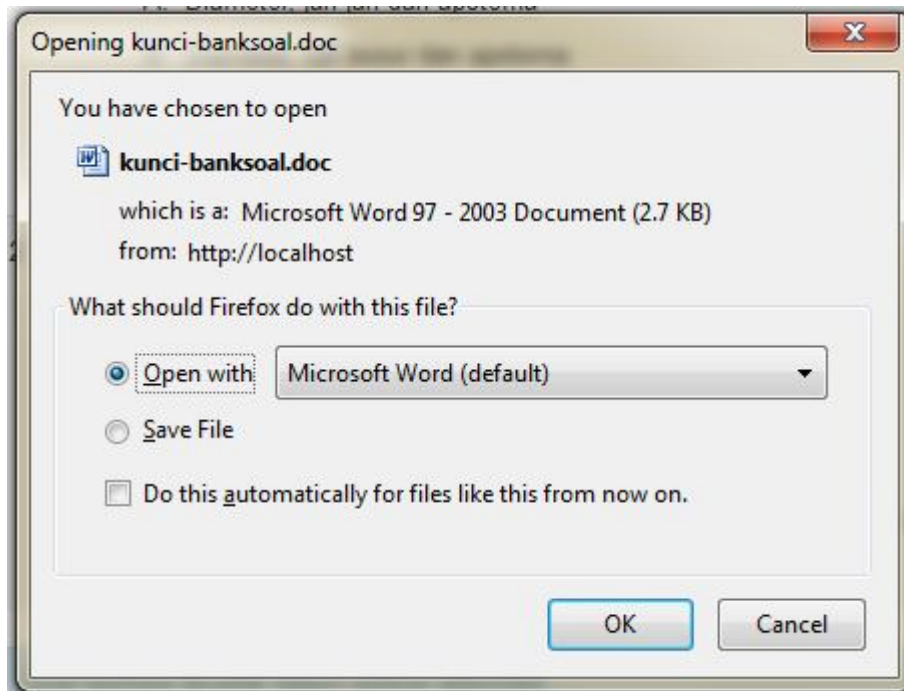 Opening kunci-banksoal.doc
You have chosen to open
kunci-banksoal.doc
which is a: Microsoft Word 97 - 2003 Document (2.7 KB)
from: http://localhost
What should Firefox do with this file?
Open with Microsoft Word (default)
Save File
Do this automatically for files like this from now on.
OK Cancel